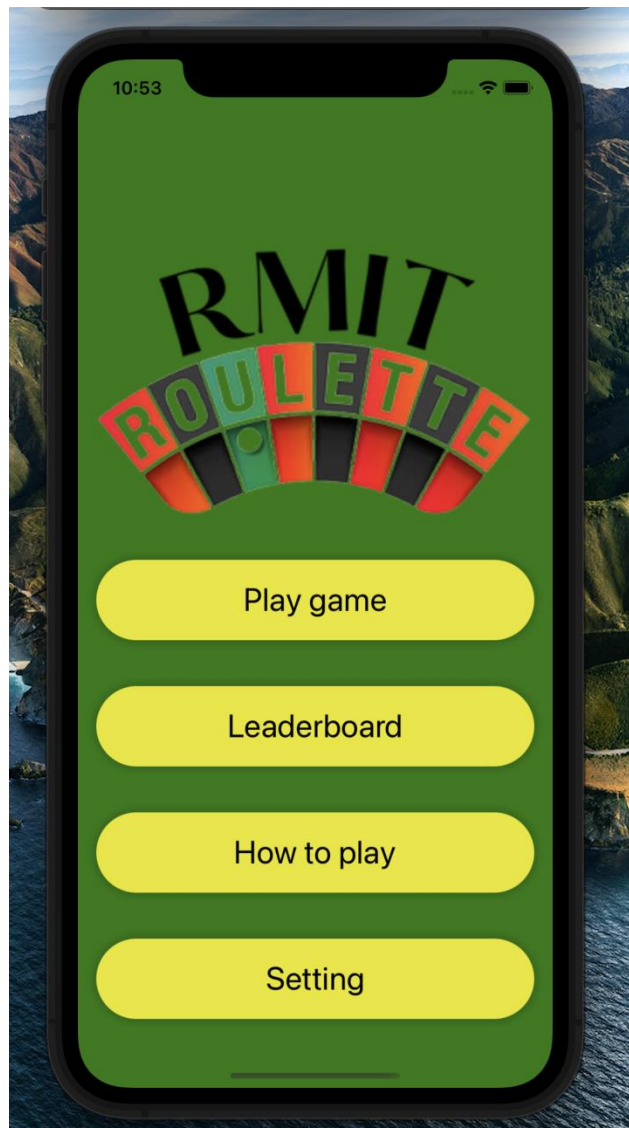 10:53
RMIT
ROULETTE
Play game
Leaderboard
How to play
Setting